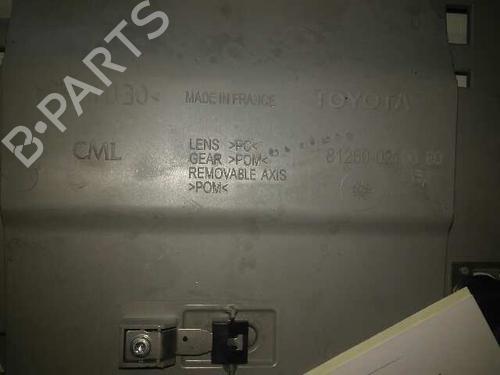 B-PARTS
MADE IN FRANCE
TOYOTA
CML
LENS >PC<
GEAR >POM<
REMOVABLE AXIS
>POM<